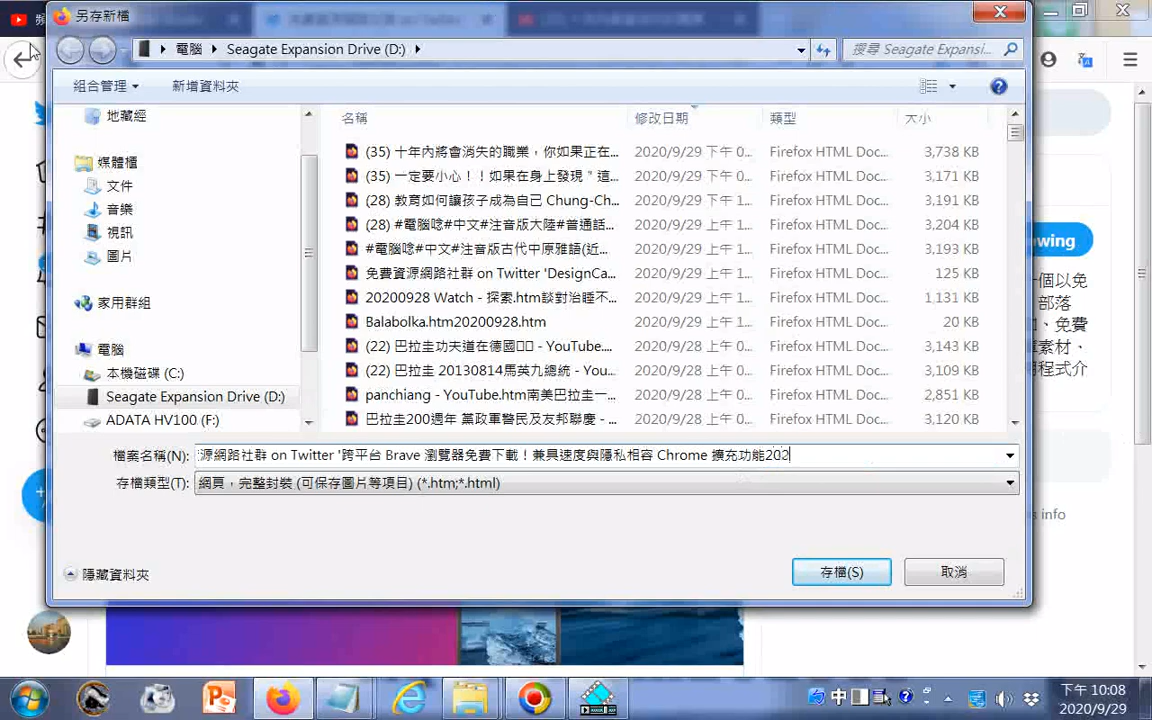 頻
另存新檔
電腦 Seagate Expansion Drive (D:)
搜尋 Seagate Expansi...
組合管理 新增資料夾
地藏經
媒體櫃
文件
音樂
視訊
圖片
家用群組
電腦
本機磁碟 (C:)
Seagate Expansion Drive (D:)
ADATA HV100 (F:)
名稱 修改日期 類型 大小
(35) 十年內將會消失的職業，你如果正在... 2020/9/29 下午 0... Firefox HTML Doc... 3,738 KB
(35) 一定要小心！！如果在身上發現＂這... 2020/9/29 下午 0... Firefox HTML Doc... 3,171 KB
(28) 教育如何讓孩子成為自己 Chung-Ch... 2020/9/29 下午 0... Firefox HTML Doc... 3,191 KB
(28) #電腦唸#中文#注音版大陸#普通話... 2020/9/29 上午 1... Firefox HTML Doc... 3,204 KB
#電腦唸#中文#注音版古代中原雅語(近... 2020/9/29 上午 1... Firefox HTML Doc... 3,193 KB
免費資源網路社群 on Twitter 'DesignCa... 2020/9/29 上午 1... Firefox HTML Doc... 125 KB
20200928 Watch - 探索.htm談對治睡不... 2020/9/29 上午 1... Firefox HTML Doc... 1,131 KB
Balabolka.htm20200928.htm 2020/9/29 上午 1... Firefox HTML Doc... 20 KB
(22) 巴拉圭功夫道在德國 - YouTube.... 2020/9/28 上午 1... Firefox HTML Doc... 3,143 KB
(22) 巴拉圭 20130814馬英九總統 - You... 2020/9/28 上午 1... Firefox HTML Doc... 3,109 KB
panchiang - YouTube.htm南美巴拉圭一... 2020/9/28 上午 1... Firefox HTML Doc... 2,851 KB
巴拉圭200週年 黨政軍警民及友邦聯慶 - ... 2020/9/28 上午 1... Firefox HTML Doc... 3,120 KB
檔案名稱(N): 源網路社群 on Twitter '跨平台 Brave 瀏覽器免費下載！兼具速度與隱私相容 Chrome 擴充功能202
存檔類型(T): 網頁，完整封裝 (可保存圖片等項目) (*.htm;*.html)
隱藏資料夾
存檔(S) 取消
wing
個以免
部落
、免費
素材、
程式介
s info
中
下午 10:08
2020/9/29